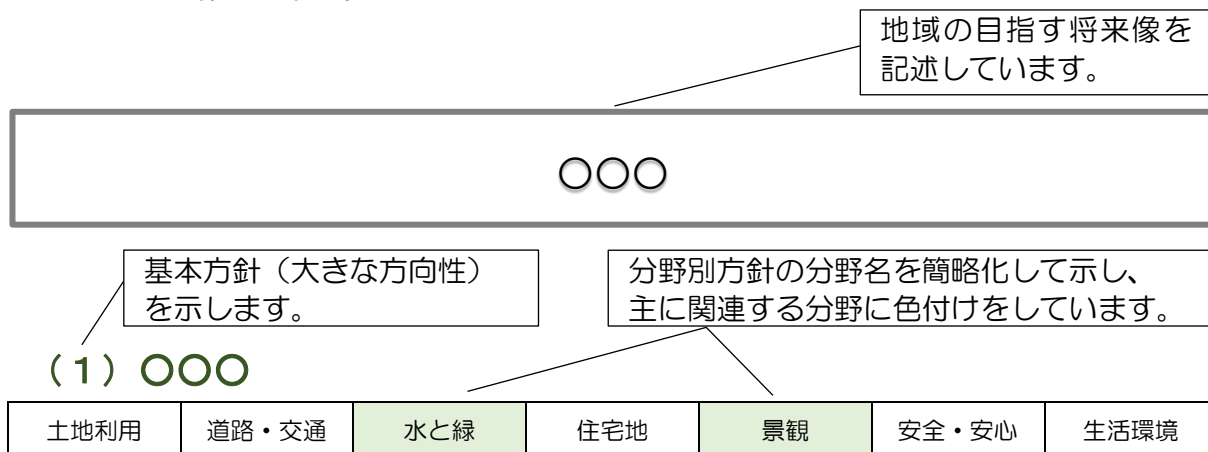 地域の目指す将来像を
記述しています。
○○○
基本方針（大きな方向性）
を示します。
分野別方針の分野名を簡略化して示し、
主に関連する分野に色付けをしています。
（１）○○○
土地利用 道路・交通 水と緑 住宅地 景観 安全・安心 生活環境